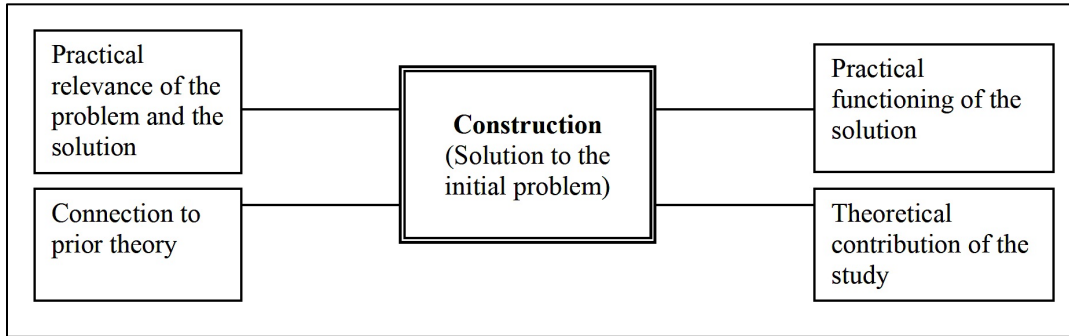 Practical
relevance of the
problem and the
solution
Connection to
prior theory
Construction
(Solution to the
initial problem)
Practical
functioning of the
solution
Theoretical
contribution of the
study